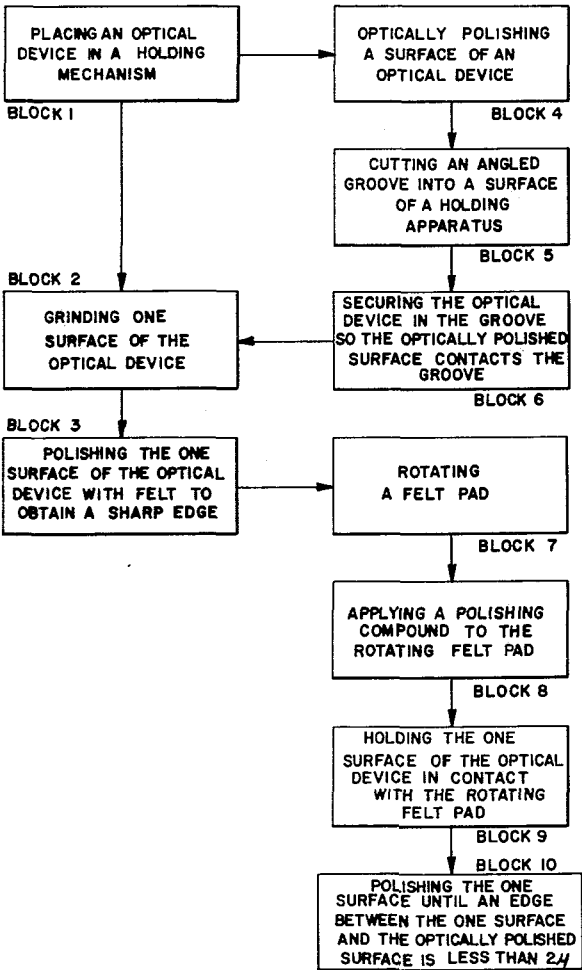 PLACING AN OPTICAL
DEVICE IN A HOLDING
MECHANISM
BLOCK 1
OPTICALLY POLISHING
A SURFACE OF AN
OPTICAL DEVICE
BLOCK 4
CUTTING AN ANGLED
GROOVE INTO A SURFACE
OF A HOLDING
APPARATUS
BLOCK 5
BLOCK 2
GRINDING ONE
SURFACE OF THE
OPTICAL DEVICE
SECURING THE OPTICAL
DEVICE IN THE GROOVE
SO THE OPTICALLY POLISHED
SURFACE CONTACTS THE
GROOVE
BLOCK 6
BLOCK 3
POLISHING THE ONE
SURFACE OF THE OPTICAL
DEVICE WITH FELT TO
OBTAIN A SHARP EDGE
ROTATING
A FELT PAD
BLOCK 7
APPLYING A POLISHING
COMPOUND TO THE
ROTATING FELT PAD
BLOCK 8
HOLDING THE ONE
SURFACE OF THE OPTICAL
DEVICE IN CONTACT
WITH THE ROTATING
FELT PAD
BLOCK 9
BLOCK 10
POLISHING THE ONE
SURFACE UNTIL AN EDGE
BETWEEN THE ONE SURFACE
AND THE OPTICALLY POLISHED
SURFACE IS LESS THAN 2μ